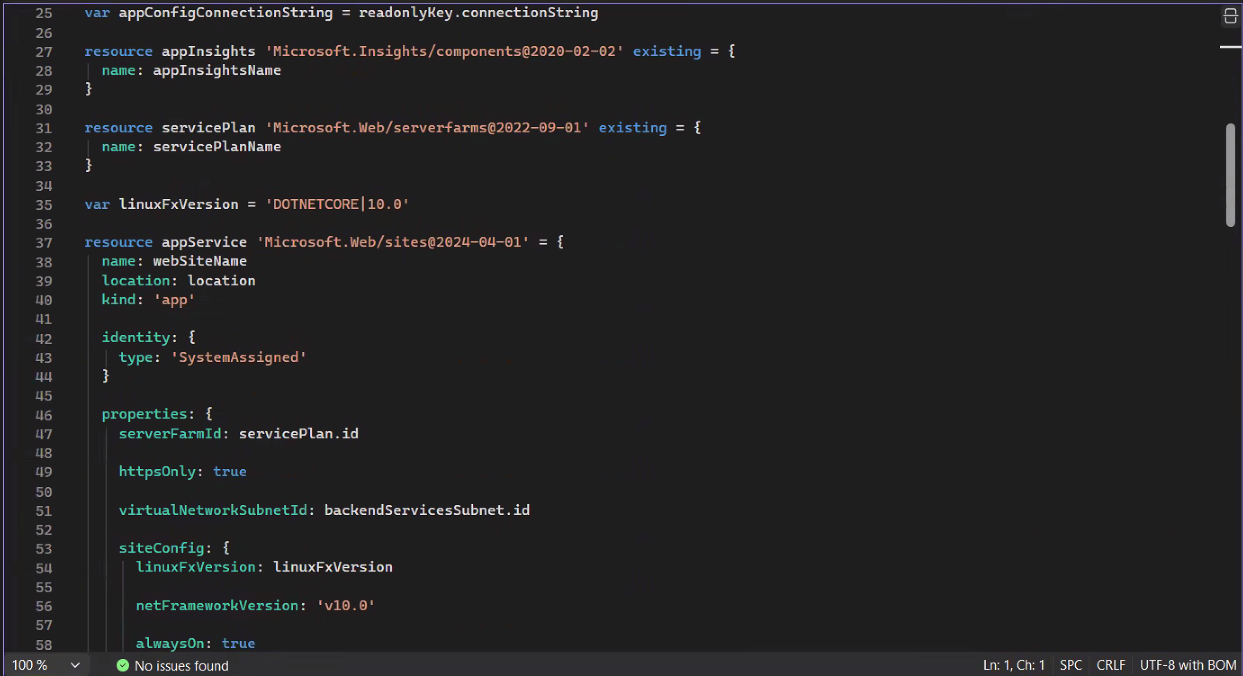 25 var appConfigConnectionString = readonlyKey.connectionString
26
27 resource appInsights 'Microsoft.Insights/components@2020-02-02' existing = {
28   name: appInsightsName
29 }
30
31 resource servicePlan 'Microsoft.Web/serverfarms@2022-09-01' existing = {
32   name: servicePlanName
33 }
34
35 var linuxFxVersion = 'DOTNETCORE|10.0'
36
37 resource appService 'Microsoft.Web/sites@2024-04-01' = {
38   name: webSiteName
39   location: location
40   kind: 'app'
41
42   identity: {
43     type: 'SystemAssigned'
44   }
45
46   properties: {
47     serverFarmId: servicePlan.id
48
49     httpsOnly: true
50
51     virtualNetworkSubnetId: backendServicesSubnet.id
52
53     siteConfig: {
54       linuxFxVersion: linuxFxVersion
55
56       netFrameworkVersion: 'v10.0'
57
58       alwaysOn: true
100 % No issues found Ln: 1, Ch: 1 SPC CRLF UTF-8 with BOM